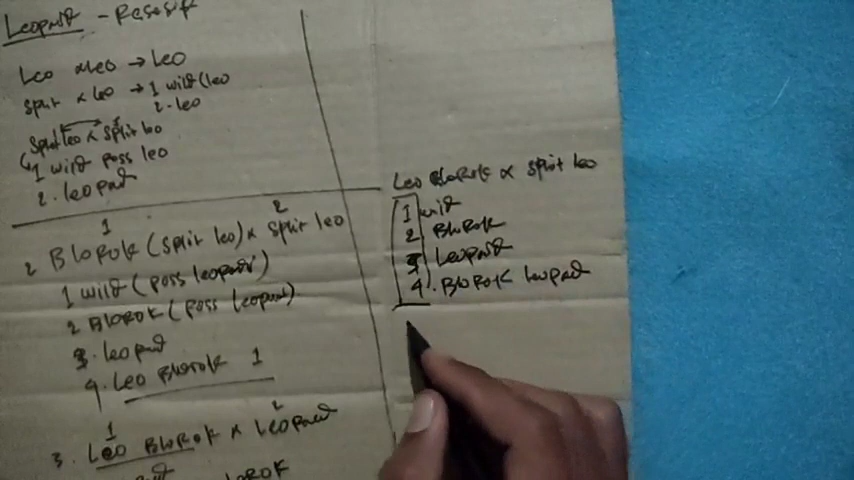 Leopard - Resesif
Leo x Leo → Leo
Split x leo → 1 wild (leo
2. leo
Split leo x split leo
1 wild poss leo
2. leopard
1 2
2 BLOROK (split leo) x split leo
1 wild (poss leopard)
2 BLOROK (poss leopard)
3. leopard
4. Leo BLOROK 1
1 2
3. Leo BLOROK x Leopard
BLOROK
Leo BLOROK x split leo
1 wild
2 BLOROK
3 Leopard
4. BLOROK leopard